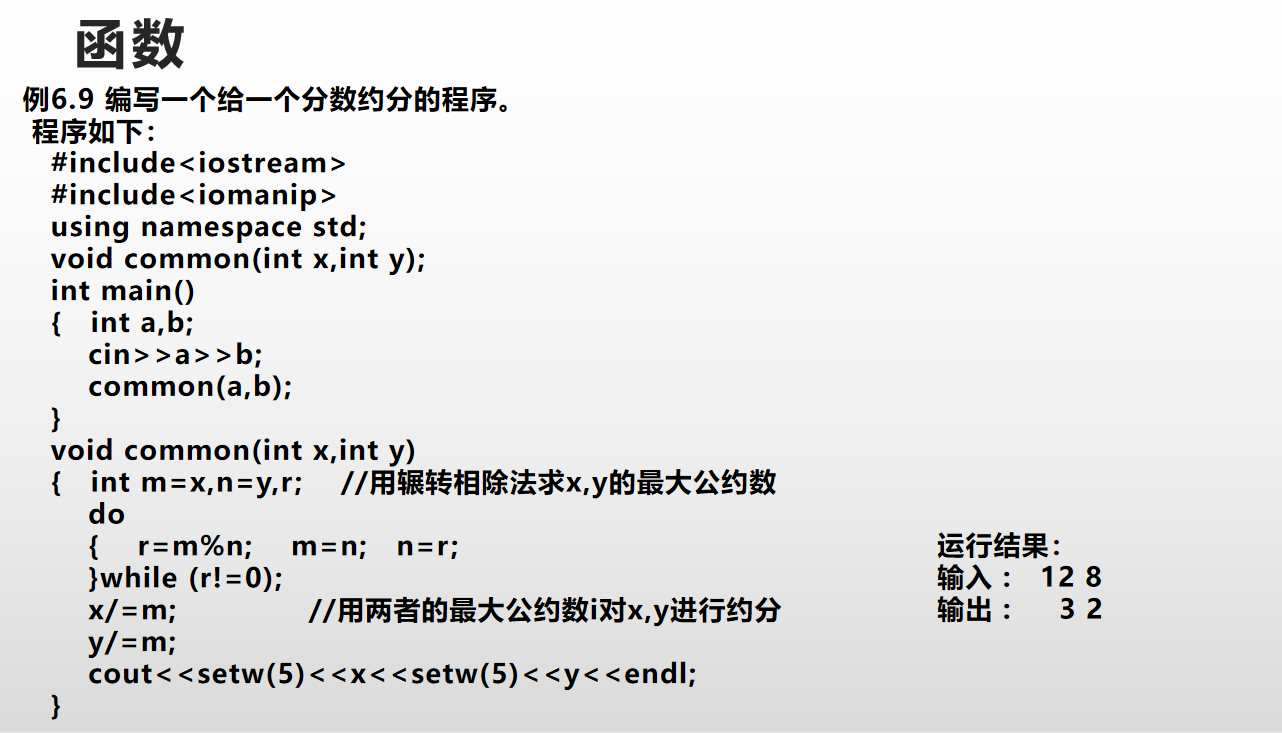 函数
例6.9 编写一个给一个分数约分的程序。
程序如下：
#include<iostream>
#include<iomanip>
using namespace std;
void common(int x,int y);
int main()
{ int a,b;
cin>>a>>b;
common(a,b);
}
void common(int x,int y)
{ int m=x,n=y,r; //用辗转相除法求x,y的最大公约数
do
{ r=m%n; m=n; n=r;
}while (r!=0);
x/=m; //用两者的最大公约数i对x,y进行约分
y/=m;
cout<<setw(5)<<x<<setw(5)<<y<<endl;
}
运行结果：
输入： 12 8
输出： 3 2